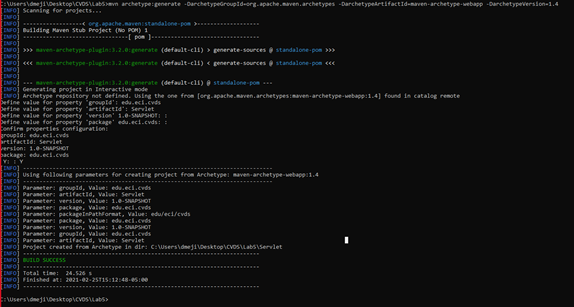 C:\Users\dmeji\Desktop\CVDS\Lab5>mvn archetype:generate -DarchetypeGroupId=org.apache.maven.archetypes -DarchetypeArtifactId=maven-archetype-webapp -DarchetypeVersion=1.4
[INFO] Scanning for projects...
[INFO]
[INFO] ------------------< org.apache.maven:standalone-pom >-------------------
[INFO] Building Maven Stub Project (No POM) 1
[INFO] --------------------------------[ pom ]---------------------------------
[INFO]
[INFO] >>> maven-archetype-plugin:3.2.0:generate (default-cli) > generate-sources @ standalone-pom >>>
[INFO]
[INFO] <<< maven-archetype-plugin:3.2.0:generate (default-cli) < generate-sources @ standalone-pom <<<
[INFO]
[INFO]
[INFO] --- maven-archetype-plugin:3.2.0:generate (default-cli) @ standalone-pom ---
[INFO] Generating project in Interactive mode
[INFO] Archetype repository not defined. Using the one from [org.apache.maven.archetypes:maven-archetype-webapp:1.4] found in catalog remote
Define value for property 'groupId': edu.eci.cvds
Define value for property 'artifactId': Servlet
Define value for property 'version' 1.0-SNAPSHOT: :
Define value for property 'package' edu.eci.cvds: :
Confirm properties configuration:
groupId: edu.eci.cvds
artifactId: Servlet
version: 1.0-SNAPSHOT
package: edu.eci.cvds
Y: : Y
[INFO] ----------------------------------------------------------------------------
[INFO] Using following parameters for creating project from Archetype: maven-archetype-webapp:1.4
[INFO] ----------------------------------------------------------------------------
[INFO] Parameter: groupId, Value: edu.eci.cvds
[INFO] Parameter: artifactId, Value: Servlet
[INFO] Parameter: version, Value: 1.0-SNAPSHOT
[INFO] Parameter: package, Value: edu.eci.cvds
[INFO] Parameter: packageInPathFormat, Value: edu/eci/cvds
[INFO] Parameter: package, Value: edu.eci.cvds
[INFO] Parameter: version, Value: 1.0-SNAPSHOT
[INFO] Parameter: groupId, Value: edu.eci.cvds
[INFO] Parameter: artifactId, Value: Servlet
[INFO] Project created from Archetype in dir: C:\Users\dmeji\Desktop\CVDS\Lab5\Servlet
[INFO] ------------------------------------------------------------------------
[INFO] BUILD SUCCESS
[INFO] ------------------------------------------------------------------------
[INFO] Total time:  24.526 s
[INFO] Finished at: 2021-02-25T15:12:48-05:00
[INFO] ------------------------------------------------------------------------
C:\Users\dmeji\Desktop\CVDS\Lab5>